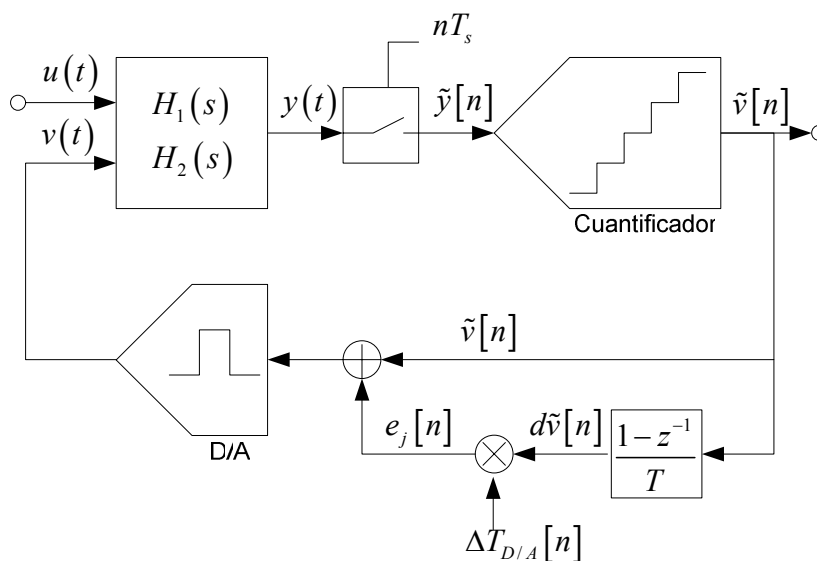 nT_s
u(t)
H_1(s)
y(t)
ỹ[n]
ṽ[n]
v(t)
H_2(s)
Cuantificador
ṽ[n]
e_j[n]
dṽ[n]
1 − z^{-1}
T
D/A
ΔT_{D/A}[n]